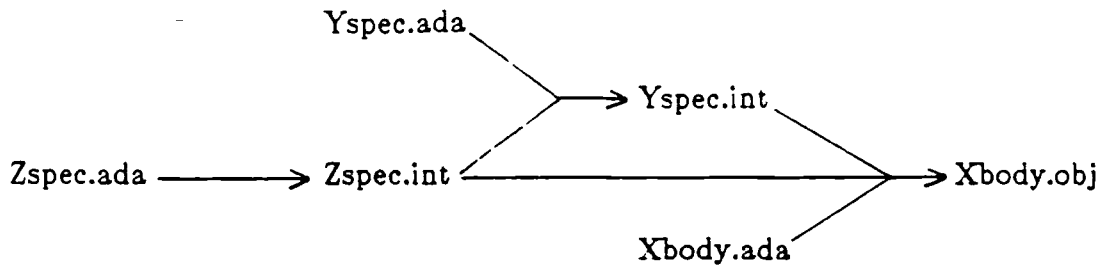 Yspec.ada
Yspec.int
Zspec.ada Zspec.int Xbody.obj
Xbody.ada